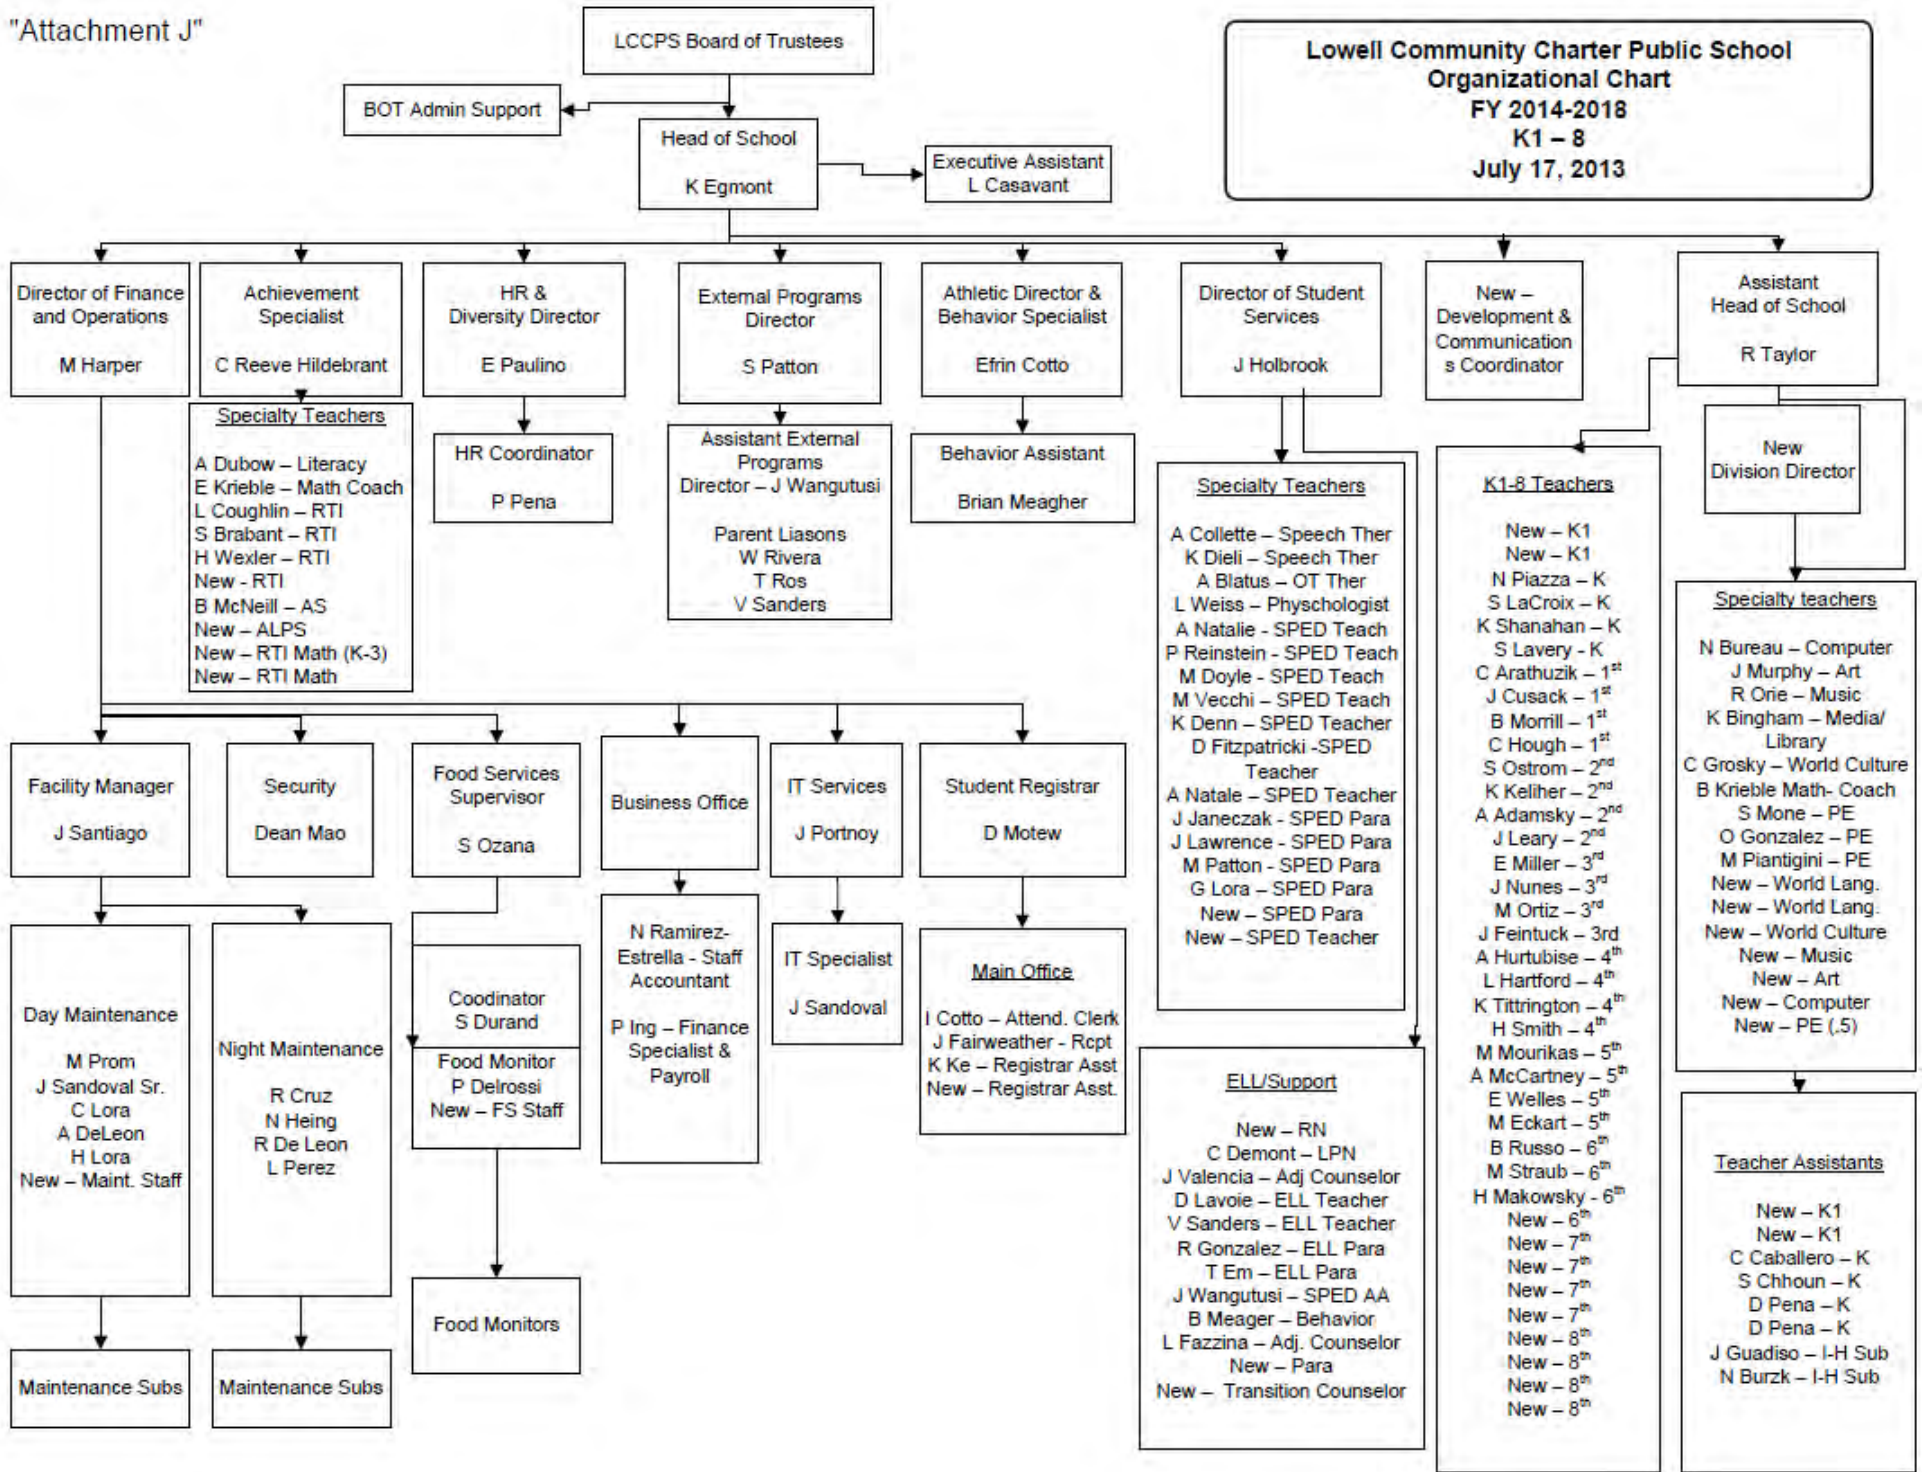 "Attachment J"
LCCPS Board of Trustees
Lowell Community Charter Public School
Organizational Chart
FY 2014-2018
K1 – 8
July 17, 2013
BOT Admin Support
Head of School
K Egmont
Executive Assistant
L Casavant
Director of Finance
and Operations
M Harper
Achievement
Specialist
C Reeve Hildebrant
HR &
Diversity Director
E Paulino
External Programs
Director
S Patton
Athletic Director &
Behavior Specialist
Efrin Cotto
Director of Student
Services
J Holbrook
New –
Development &
Communication
s Coordinator
Assistant
Head of School
R Taylor
Specialty Teachers
A Dubow – Literacy
E Krieble – Math Coach
L Coughlin – RTI
S Brabant – RTI
H Wexler – RTI
New - RTI
B McNeill – AS
New – ALPS
New – RTI Math (K-3)
New – RTI Math
HR Coordinator
P Pena
Assistant External
Programs
Director – J Wangutusi
Parent Liasons
W Rivera
T Ros
V Sanders
Behavior Assistant
Brian Meagher
Specialty Teachers
A Collette – Speech Ther
K Dieli – Speech Ther
A Blatus – OT Ther
L Weiss – Physchologist
A Natalie - SPED Teach
P Reinstein - SPED Teach
M Doyle - SPED Teach
M Vecchi – SPED Teach
K Denn – SPED Teacher
D Fitzpatricki -SPED
Teacher
A Natale – SPED Teacher
J Janeczak - SPED Para
J Lawrence - SPED Para
M Patton – SPED Para
G Lora – SPED Para
New – SPED Para
New – SPED Teacher
K1-8 Teachers
New – K1
New – K1
N Piazza – K
S LaCroix – K
K Shanahan – K
S Lavery - K
C Arathuzik – 1st
J Cusack – 1st
B Morrill – 1st
C Hough – 1st
S Ostrom – 2nd
K Keliher – 2nd
A Adamsky – 2nd
J Leary – 2nd
E Miller – 3rd
J Nunes – 3rd
M Ortiz – 3rd
J Feintuck – 3rd
A Hurtubise – 4th
L Hartford – 4th
K Tittrington – 4th
H Smith – 4th
M Mourikas – 5th
A McCartney – 5th
E Welles – 5th
M Eckart – 5th
B Russo – 6th
M Straub – 6th
H Makowsky - 6th
New – 6th
New – 7th
New – 7th
New – 7th
New – 7th
New – 8th
New – 8th
New – 8th
New – 8th
New
Division Director
Specialty teachers
N Bureau – Computer
J Murphy – Art
R Orie – Music
K Bingham – Media/
Library
C Grosky – World Culture
B Krieble Math- Coach
S Mone – PE
O Gonzalez – PE
M Piantigini – PE
New – World Lang.
New – World Lang.
New – World Culture
New – Music
New – Art
New – Computer
New – PE (.5)
Facility Manager
J Santiago
Security
Dean Mao
Food Services
Supervisor
S Ozana
Business Office
IT Services
J Portnoy
Student Registrar
D Motew
Day Maintenance
M Prom
J Sandoval Sr.
C Lora
A DeLeon
H Lora
New – Maint. Staff
Night Maintenance
R Cruz
N Heing
R De Leon
L Perez
Coodinator
S Durand
Food Monitor
P Delrossi
New – FS Staff
N Ramirez-
Estrella - Staff
Accountant
P Ing – Finance
Specialist &
Payroll
IT Specialist
J Sandoval
Main Office
I Cotto – Attend. Clerk
J Fairweather - Rcpt
K Ke – Registrar Asst
New – Registrar Asst.
ELL/Support
New – RN
C Demont – LPN
J Valencia – Adj Counselor
D Lavoie – ELL Teacher
V Sanders – ELL Teacher
R Gonzalez – ELL Para
T Em – ELL Para
J Wangutusi – SPED AA
B Meager – Behavior
L Fazzina – Adj. Counselor
New – Para
New – Transition Counselor
Teacher Assistants
New – K1
New – K1
C Caballero – K
S Chhoun – K
D Pena – K
D Pena – K
J Guadiso – I-H Sub
N Burzk – I-H Sub
Food Monitors
Maintenance Subs
Maintenance Subs